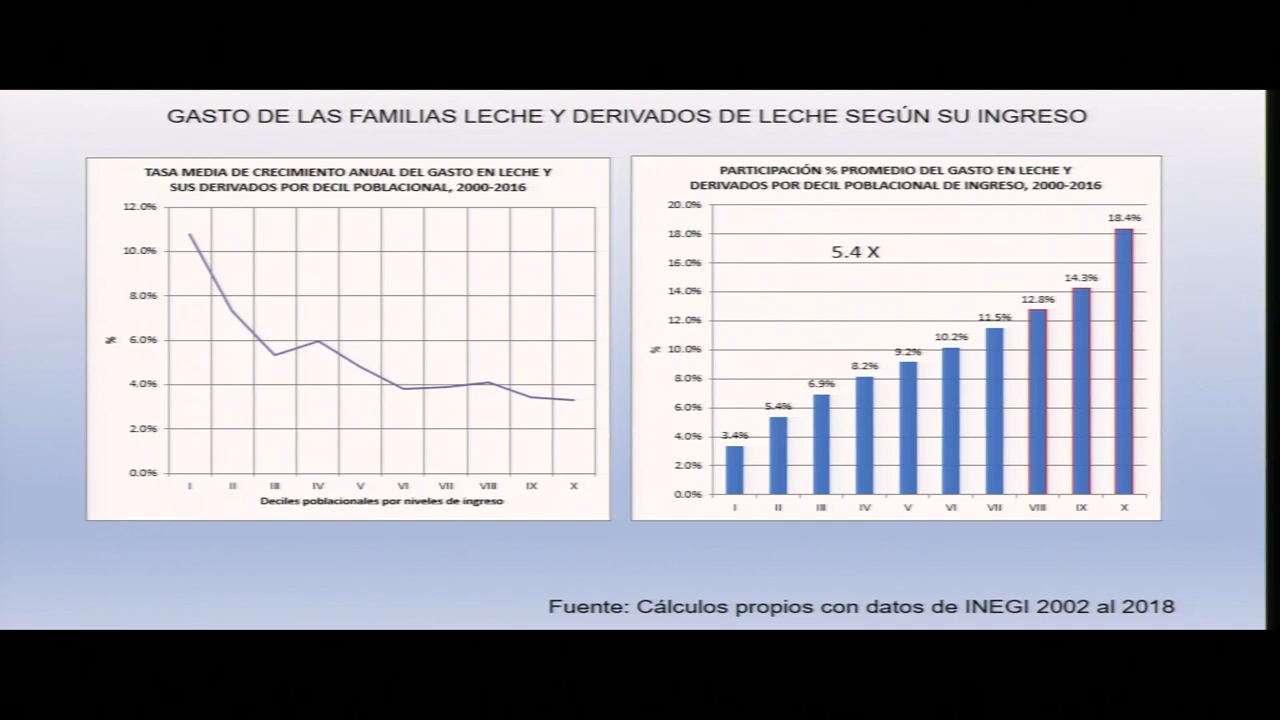 GASTO DE LAS FAMILIAS LECHE Y DERIVADOS DE LECHE SEGÚN SU INGRESO
TASA MEDIA DE CRECIMIENTO ANUAL DEL GASTO EN LECHE Y
SUS DERIVADOS POR DECIL POBLACIONAL, 2000-2016
12.0%
10.0%
8.0%
6.0%
4.0%
2.0%
0.0%
%
I II III IV V VI VII VIII IX X
Deciles poblacionales por niveles de ingreso
PARTICIPACIÓN % PROMEDIO DEL GASTO EN LECHE Y
DERIVADOS POR DECIL POBLACIONAL DE INGRESO, 2000-2016
20.0%
18.0%
16.0%
14.0%
12.0%
10.0%
8.0%
6.0%
4.0%
2.0%
0.0%
%
5.4 X
3.4% 5.4% 6.9% 8.2% 9.2% 10.2% 11.5% 12.8% 14.3% 18.4%
I II III IV V VI VII VIII IX X
Fuente: Cálculos propios con datos de INEGI 2002 al 2018